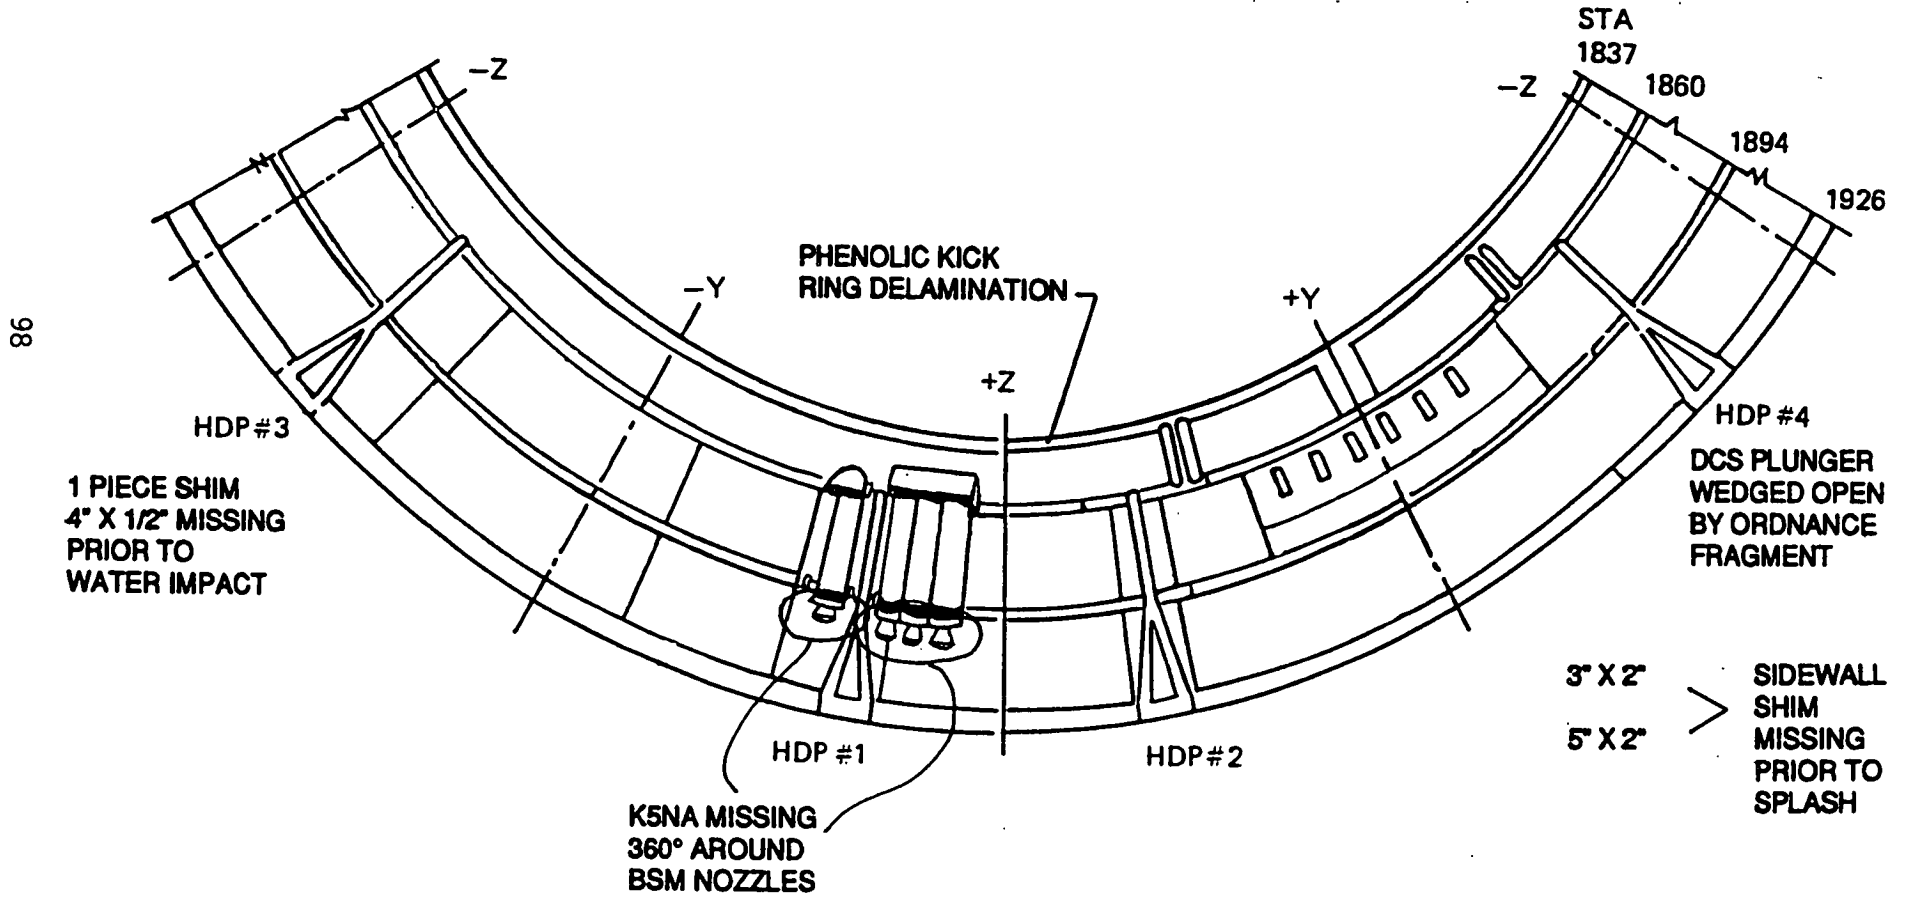 STA
1837
1860
1894
1926
−Z
−Z
−Y
+Y
+Z
PHENOLIC KICK
RING DELAMINATION
HDP #3
1 PIECE SHIM
4" X 1/2" MISSING
PRIOR TO
WATER IMPACT
HDP #4
DCS PLUNGER
WEDGED OPEN
BY ORDNANCE
FRAGMENT
HDP #1
HDP #2
K5NA MISSING
360° AROUND
BSM NOZZLES
3" X 2"
5" X 2"
SIDEWALL
SHIM
MISSING
PRIOR TO
SPLASH
98